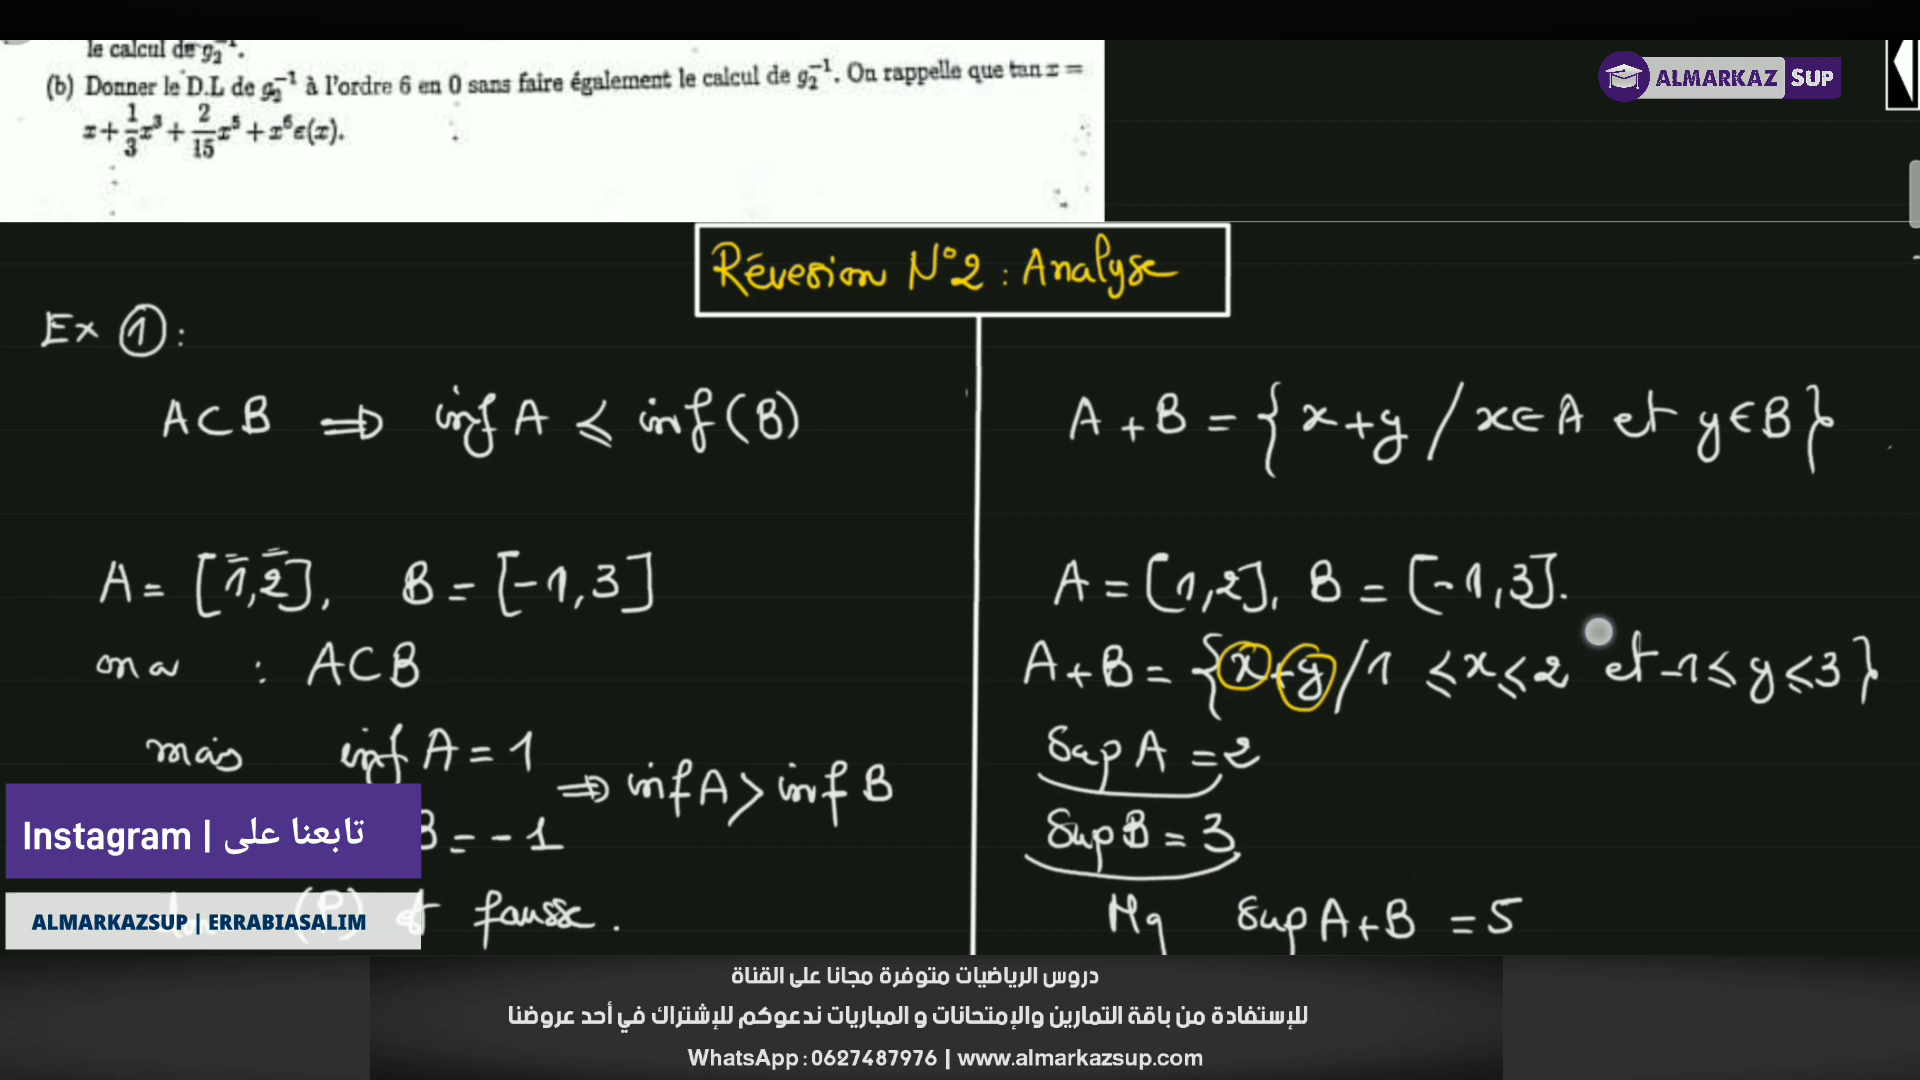 le calcul de g₂⁻¹.
(b) Donner le D.L de g₂⁻¹ à l'ordre 6 en 0 sans faire également le calcul de g₂⁻¹. On rappelle que tan x =
x + 1/3 x³ + 2/15 x⁵ + x⁶ε(x).
ALMARKAZ SUP
Révesion N°2 : Analyse
Ex ① :
A⊂B ⟹ inf A ⩽ inf(B)
A = [1,2], B = [-1,3]
on a : A⊂B
mais inf A = 1
B = -1
⟹ inf A > inf B
(P) et fausse.
A + B = { x+y / x∈A et y∈B }
A = [1,2], B = [-1,3].
A+B = { x+y / 1 ⩽ x ⩽ 2 et -1 ⩽ y ⩽ 3 }
Sup A = 2
Sup B = 3
Mq Sup A+B = 5
Instagram | تابعنا على
ALMARKAZSUP | ERRABIASALIM
دروس الرياضيات متوفرة مجانا على القناة
للإستفادة من باقة التمارين والإمتحانات و المباريات ندعوكم للإشتراك في أحد عروضنا
WhatsApp : 0627487976 | www.almarkazsup.com